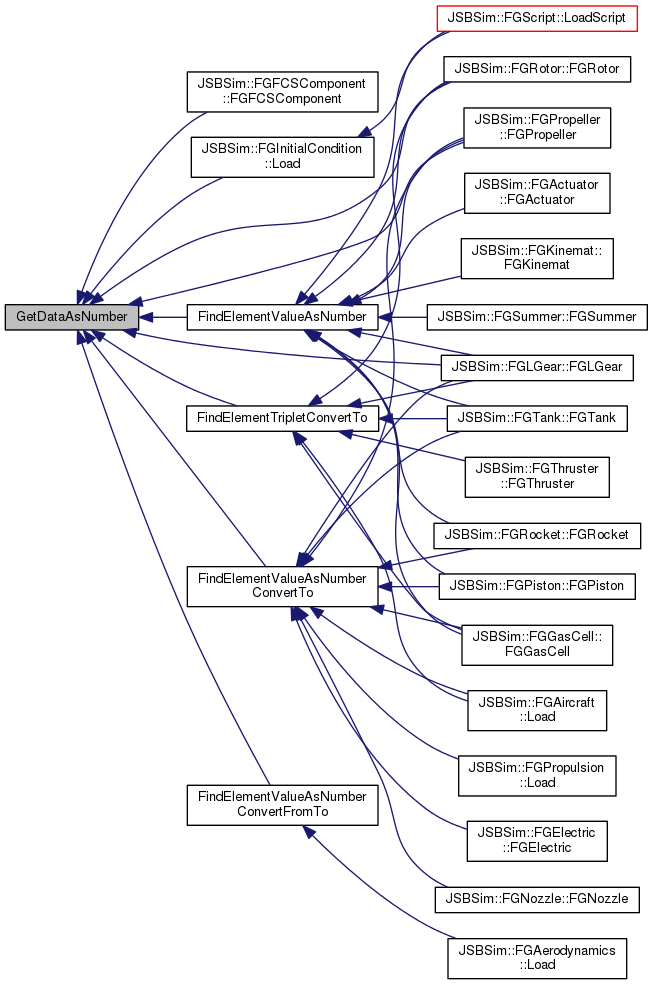 GetDataAsNumber
JSBSim::FGFCSComponent
::FGFCSComponent
JSBSim::FGInitialCondition
::Load
FindElementValueAsNumber
FindElementTripletConvertTo
FindElementValueAsNumber
ConvertTo
FindElementValueAsNumber
ConvertFromTo
JSBSim::FGScript::LoadScript
JSBSim::FGRotor::FGRotor
JSBSim::FGPropeller
::FGPropeller
JSBSim::FGActuator
::FGActuator
JSBSim::FGKinemat::
FGKinemat
JSBSim::FGSummer::FGSummer
JSBSim::FGLGear::FGLGear
JSBSim::FGTank::FGTank
JSBSim::FGThruster
::FGThruster
JSBSim::FGRocket::FGRocket
JSBSim::FGPiston::FGPiston
JSBSim::FGGasCell::
FGGasCell
JSBSim::FGAircraft
::Load
JSBSim::FGPropulsion
::Load
JSBSim::FGElectric
::FGElectric
JSBSim::FGNozzle::FGNozzle
JSBSim::FGAerodynamics
::Load